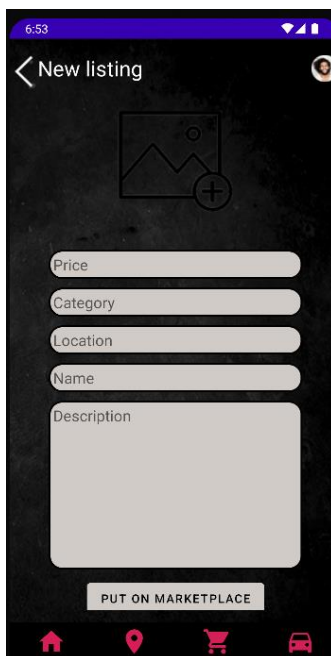 6:53
New listing
Price
Category
Location
Name
Description
PUT ON MARKETPLACE